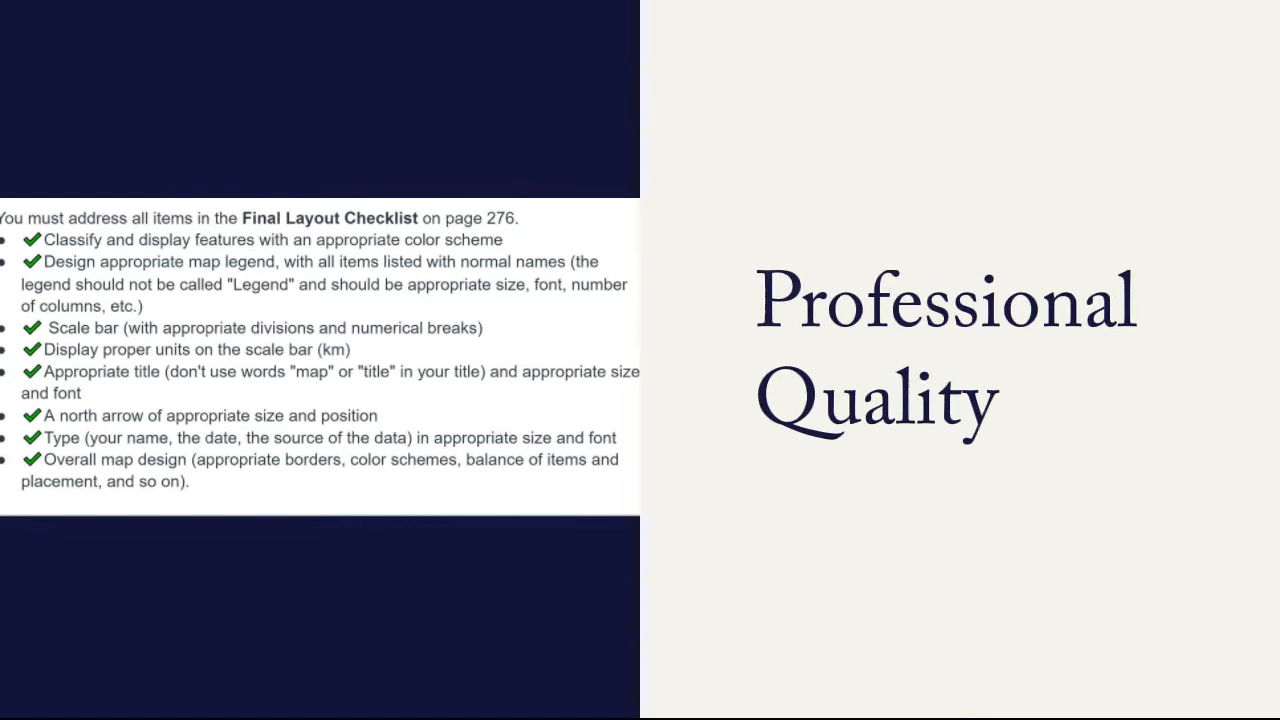 You must address all items in the Final Layout Checklist on page 276.
• ✔Classify and display features with an appropriate color scheme
• ✔Design appropriate map legend, with all items listed with normal names (the
legend should not be called "Legend" and should be appropriate size, font, number
of columns, etc.)
• ✔ Scale bar (with appropriate divisions and numerical breaks)
• ✔Display proper units on the scale bar (km)
• ✔Appropriate title (don't use words "map" or "title" in your title) and appropriate size
and font
• ✔A north arrow of appropriate size and position
• ✔Type (your name, the date, the source of the data) in appropriate size and font
• ✔Overall map design (appropriate borders, color schemes, balance of items and
placement, and so on).
Professional
Quality